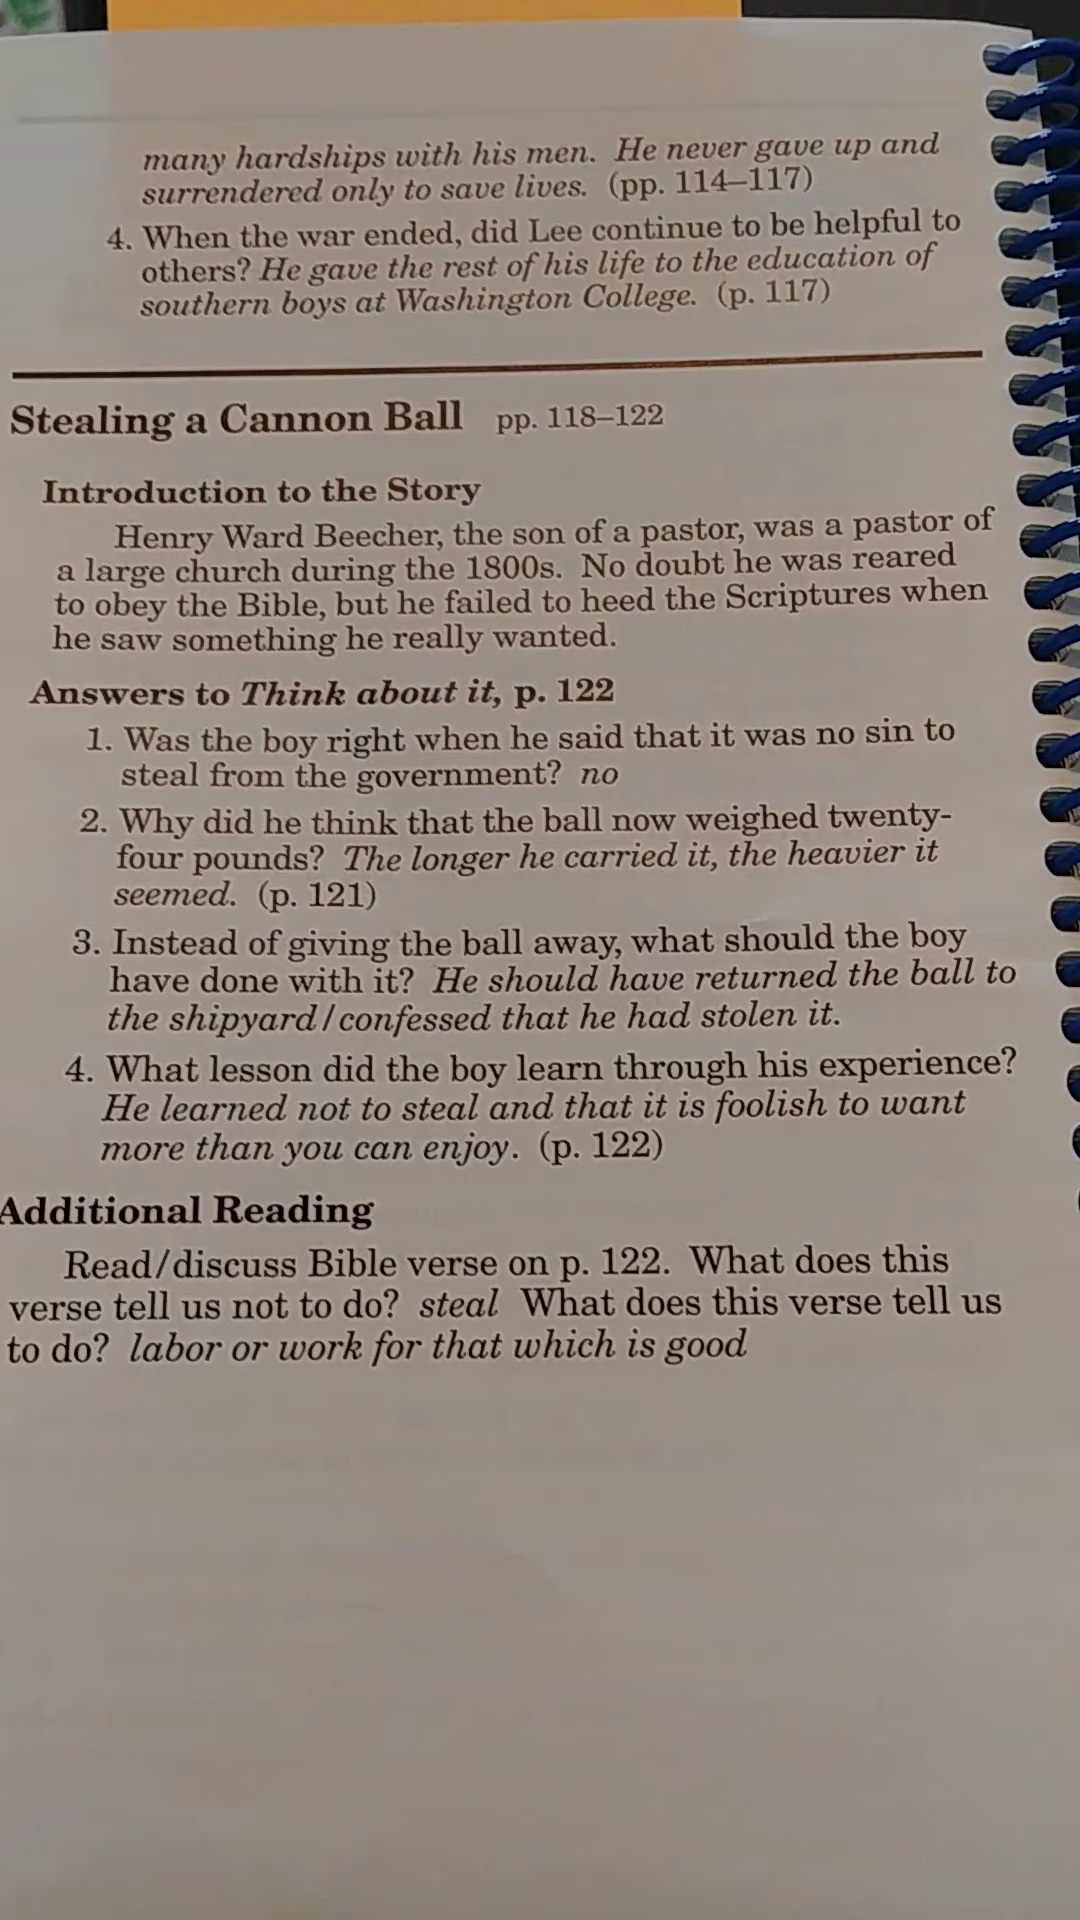 many hardships with his men. He never gave up and
surrendered only to save lives. (pp. 114–117)
4. When the war ended, did Lee continue to be helpful to
others? He gave the rest of his life to the education of
southern boys at Washington College. (p. 117)
Stealing a Cannon Ball pp. 118–122
Introduction to the Story
Henry Ward Beecher, the son of a pastor, was a pastor of
a large church during the 1800s. No doubt he was reared
to obey the Bible, but he failed to heed the Scriptures when
he saw something he really wanted.
Answers to Think about it, p. 122
1. Was the boy right when he said that it was no sin to
steal from the government? no
2. Why did he think that the ball now weighed twenty-
four pounds? The longer he carried it, the heavier it
seemed. (p. 121)
3. Instead of giving the ball away, what should the boy
have done with it? He should have returned the ball to
the shipyard/confessed that he had stolen it.
4. What lesson did the boy learn through his experience?
He learned not to steal and that it is foolish to want
more than you can enjoy. (p. 122)
Additional Reading
Read/discuss Bible verse on p. 122. What does this
verse tell us not to do? steal What does this verse tell us
to do? labor or work for that which is good